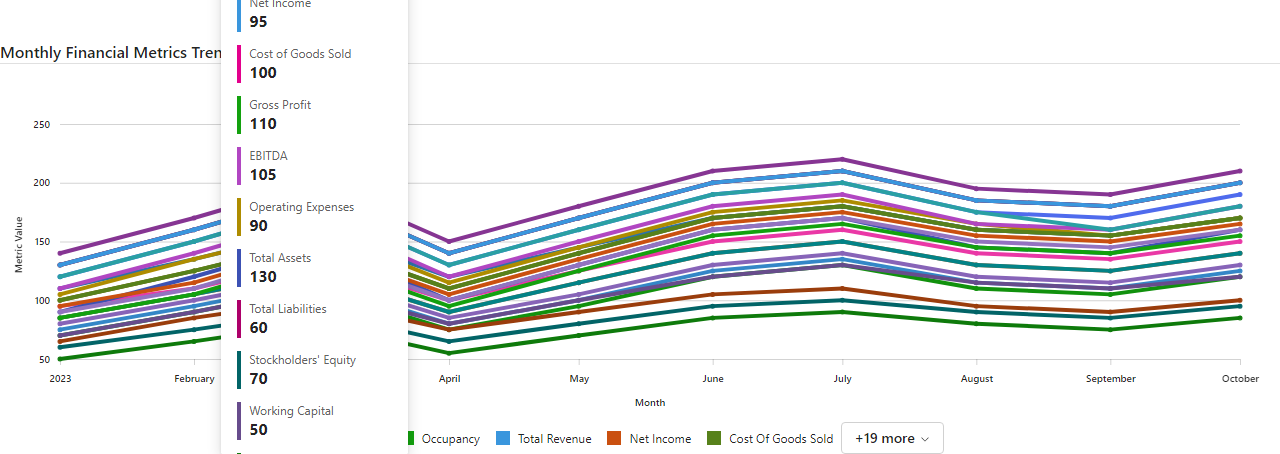 Net Income
95
Monthly Financial Metrics Tren
Cost of Goods Sold
100
Gross Profit
110
EBITDA
105
Operating Expenses
90
Total Assets
130
Total Liabilities
60
Stockholders' Equity
70
Working Capital
50
Metric Value
250
200
150
100
50
2023
February
April
May
June
July
August
September
October
Month
Occupancy
Total Revenue
Net Income
Cost Of Goods Sold
+19 more